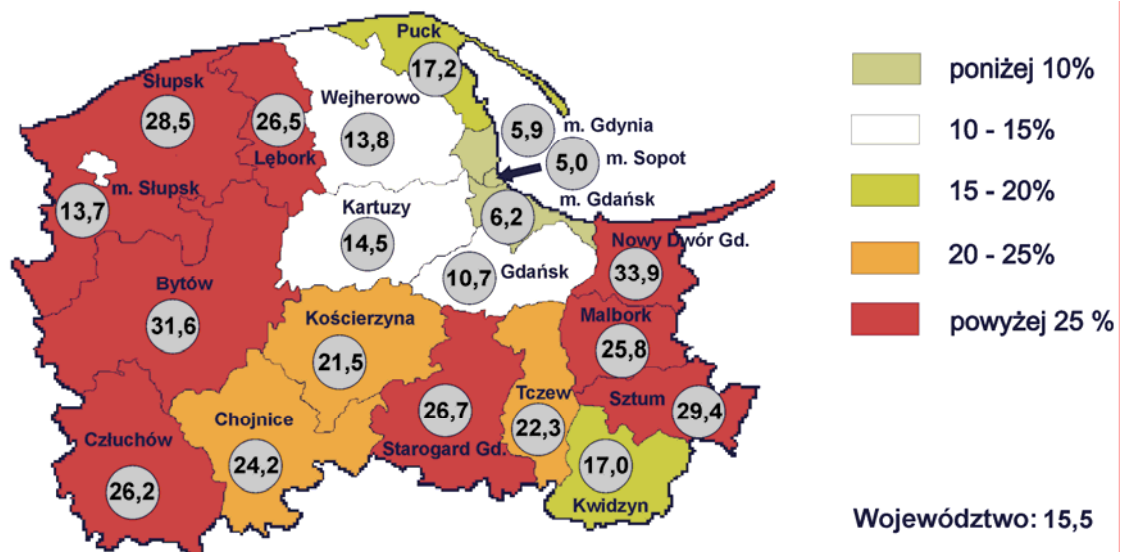 Puck
17,2
Słupsk
28,5
26,5
Lębork
Wejherowo
13,8
5,9
m. Gdynia
5,0
m. Sopot
m. Słupsk
13,7
m. Gdańsk
6,2
Kartuzy
14,5
Nowy Dwór Gd.
33,9
10,7
Gdańsk
Bytów
31,6
Kościerzyna
21,5
Malbork
25,8
Tczew
22,3
Sztum
29,4
26,7
Starogard Gd.
Chojnice
24,2
Człuchów
26,2
17,0
Kwidzyn
poniżej 10%
10 - 15%
15 - 20%
20 - 25%
powyżej 25 %
Województwo: 15,5